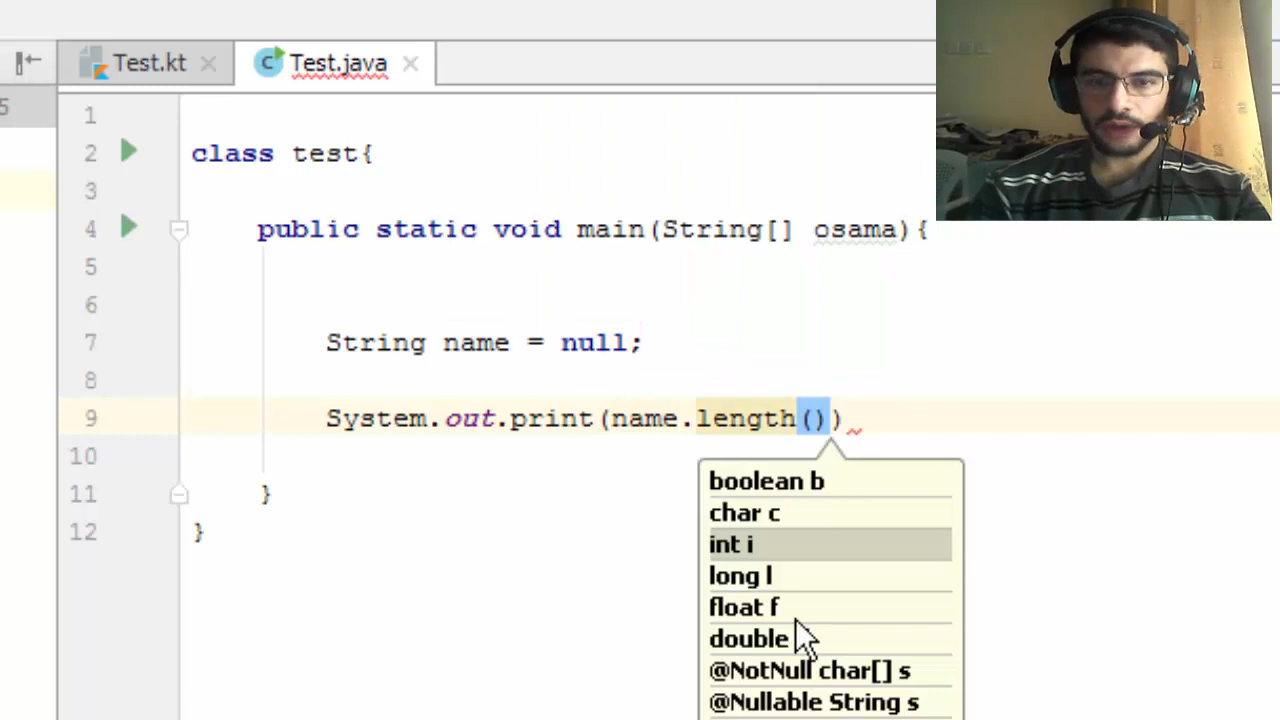 Test.kt
Test.java
5
1
2 class test{
3
4 public static void main(String[] osama){
5
6
7 String name = null;
8
9 System.out.print(name.length())
10
11 }
12 }
boolean b
char c
int i
long l
float f
double
@NotNull char[] s
@Nullable String s